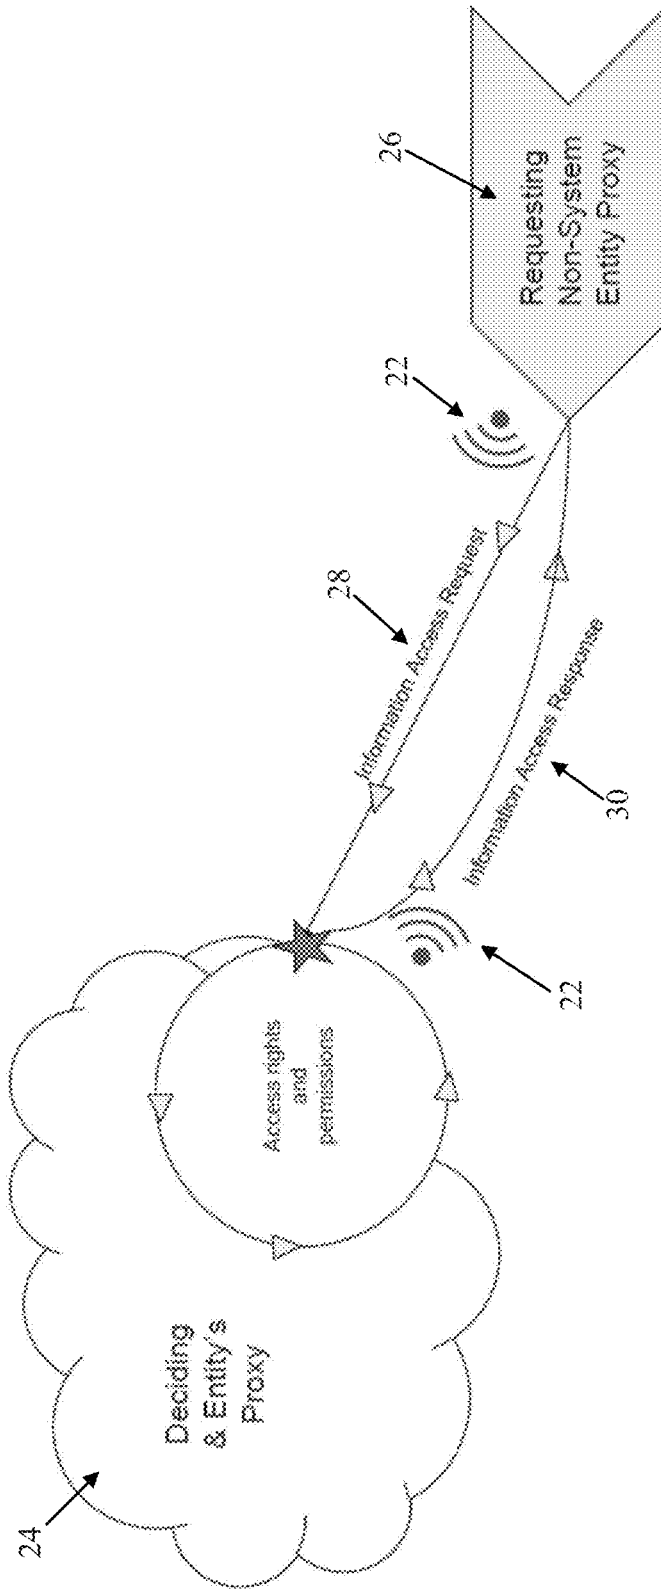 24
Deciding
& Entity's
Proxy
Access rights
and
permissions
22
30
Information Access Response
28
Information Access Request
22
26
Requesting
Non-System
Entity Proxy